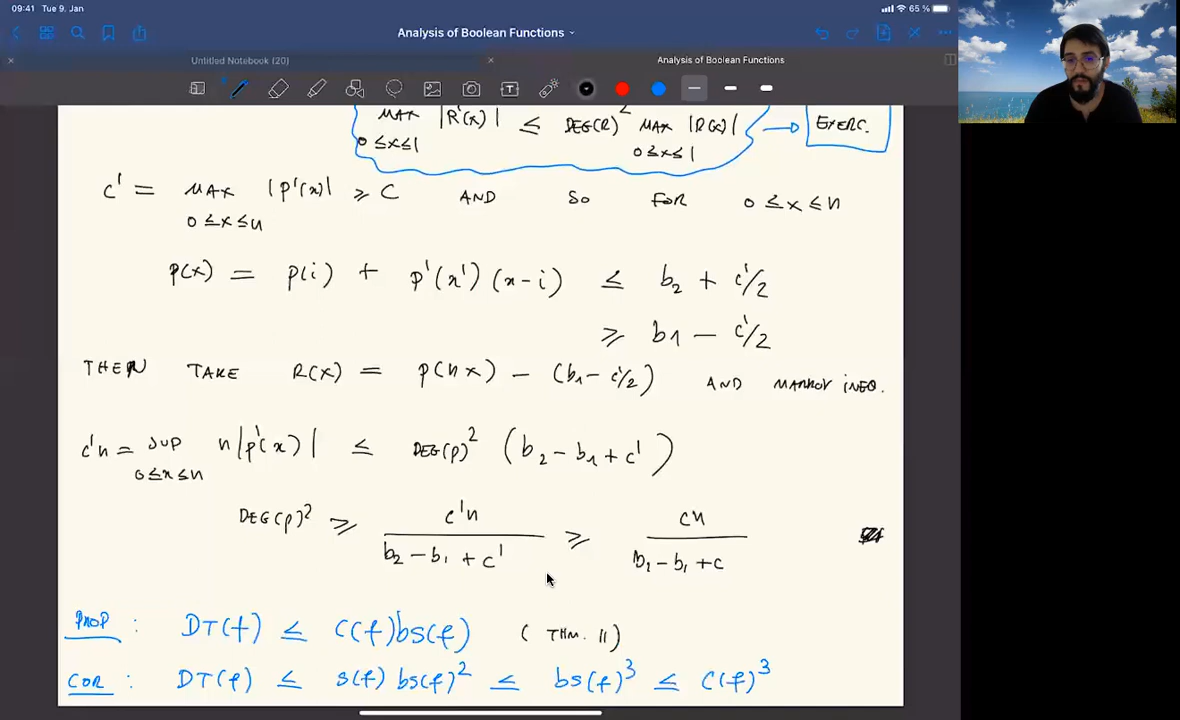 09:41 Tue 9. Jan
65 %
Analysis of Boolean Functions
Untitled Notebook (20)
Analysis of Boolean Functions
MAX |R'(x)| ≤ DEG(R)² MAX |R(x)| → EXERC.
0≤x≤1 0≤x≤1
c' = MAX |p'(x)| ≥ C AND SO FOR 0 ≤ x ≤ n
0≤x≤n
p(x) = p(i) + p'(x')(x-i) ≤ b₂ + c'/2
≥ b1 - c'/2
THEN TAKE R(x) = p(nx) - (b₁ - c'/2) AND MARKOV INEQ.
c'n = SUP n|p'(x)| ≤ DEG(p)² (b₂ - b₁ + c')
0≤x≤n
DEG(p)² ≥ c'n / (b₂ - b₁ + c') ≥ cn / (b₂ - b₁ + c)
PROP : DT(f) ≤ C(f)bs(f) (THM. 11)
COR : DT(f) ≤ s(f) bs(f)² ≤ bs(f)³ ≤ C(f)³